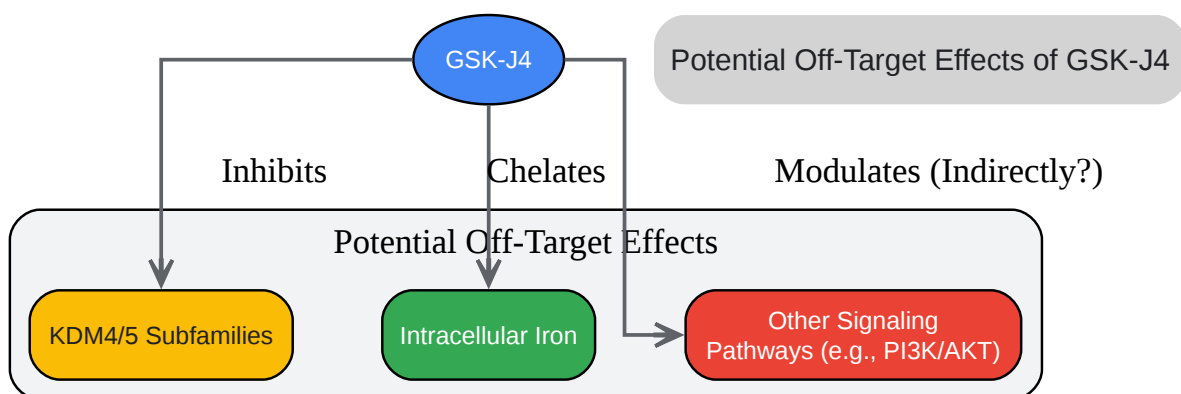 GSK-J4
Potential Off-Target Effects of GSK-J4
Inhibits
Chelates
Modulates (Indirectly?)
Potential Off-Target Effects
KDM4/5 Subfamilies
Intracellular Iron
Other Signaling
Pathways (e.g., PI3K/AKT)